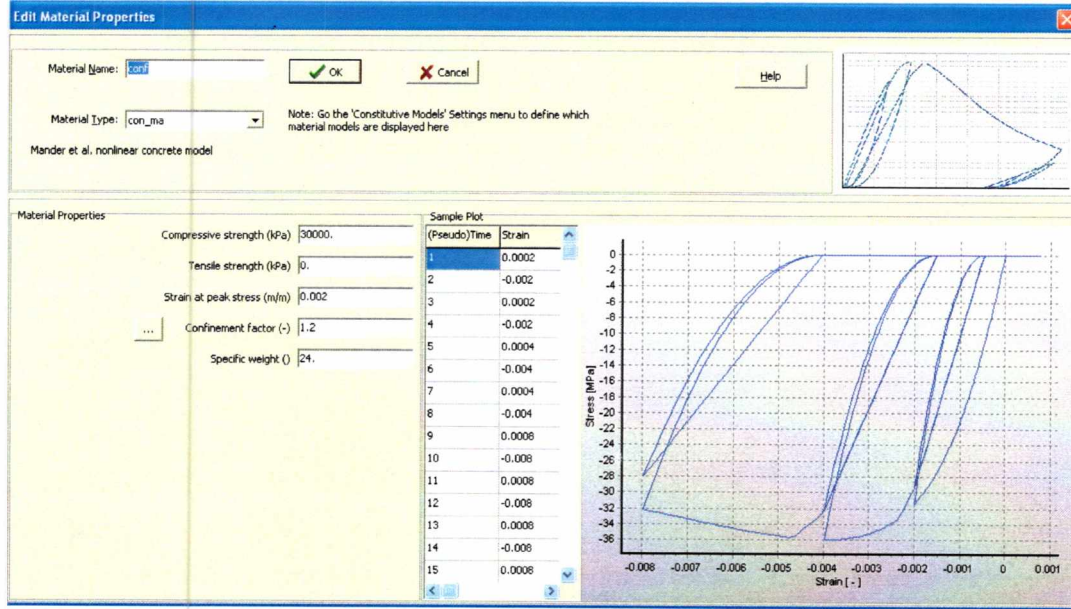 Edit Material Properties
Material Name: conf
OK
Cancel
Help
Material Type: con_ma
Note: Go the 'Constitutive Models' Settings menu to define which
material models are displayed here
Mander et al. nonlinear concrete model
Material Properties
Compressive strength (kPa) 30000.
Tensile strength (kPa) 0.
Strain at peak stress (m/m) 0.002
... Confinement factor (-) 1.2
Specific weight () 24.
Sample Plot
(Pseudo)Time Strain
1 0.0002
2 -0.002
3 0.0002
4 -0.002
5 0.0004
6 -0.004
7 0.0004
8 -0.004
9 0.0008
10 -0.008
11 0.0008
12 -0.008
13 0.0008
14 -0.008
15 0.0008
Stress [MPa]
0
-2
-4
-6
-8
-10
-12
-14
-16
-18
-20
-22
-24
-26
-28
-30
-32
-34
-36
-0.008 -0.007 -0.006 -0.005 -0.004 -0.003 -0.002 -0.001 0 0.001
Strain [ - ]